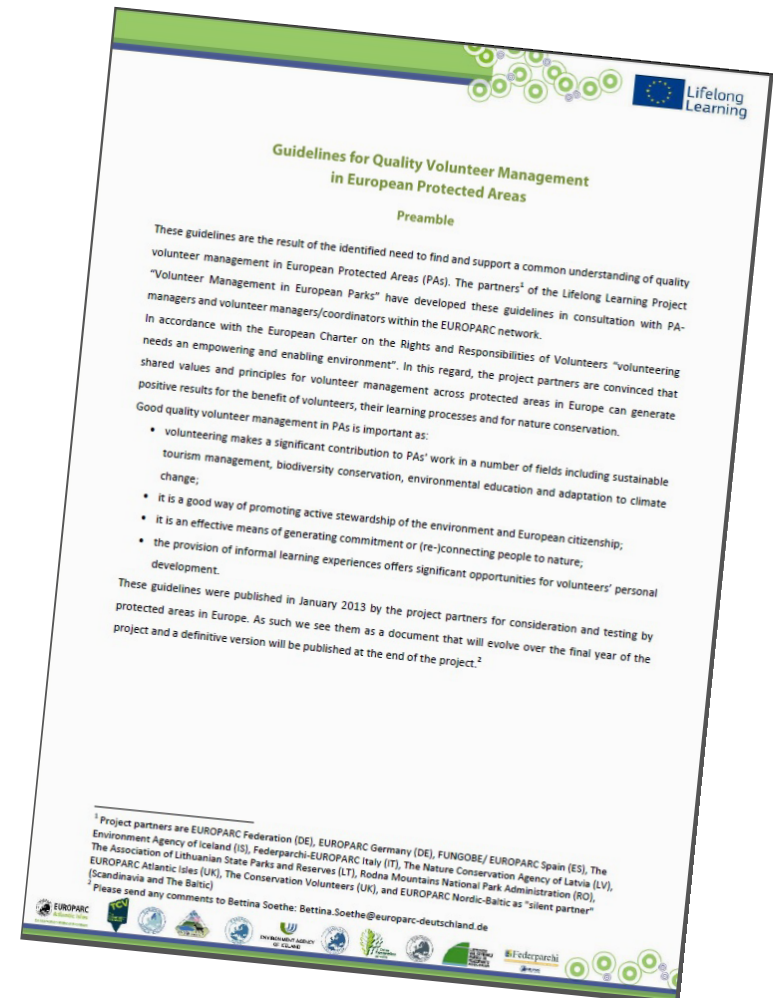 Lifelong
Learning
Guidelines for Quality Volunteer Management
in European Protected Areas
Preamble
These guidelines are the result of the identified need to find and support a common understanding of quality
volunteer management in European Protected Areas (PAs). The partners¹ of the Lifelong Learning Project
"Volunteer Management in European Parks" have developed these guidelines in consultation with PA-
managers and volunteer managers/coordinators within the EUROPARC network.
In accordance with the European Charter on the Rights and Responsibilities of Volunteers "volunteering
needs an empowering and enabling environment". In this regard, the project partners are convinced that
shared values and principles for volunteer management across protected areas in Europe can generate
positive results for the benefit of volunteers, their learning processes and for nature conservation.
Good quality volunteer management in PAs is important as:
• volunteering makes a significant contribution to PAs' work in a number of fields including sustainable
tourism management, biodiversity conservation, environmental education and adaptation to climate
change;
• it is a good way of promoting active stewardship of the environment and European citizenship;
• it is an effective means of generating commitment or (re-)connecting people to nature;
• the provision of informal learning experiences offers significant opportunities for volunteers' personal
development.
These guidelines were published in January 2013 by the project partners for consideration and testing by
protected areas in Europe. As such we see them as a document that will evolve over the final year of the
project and a definitive version will be published at the end of the project.²
¹ Project partners are EUROPARC Federation (DE), EUROPARC Germany (DE), FUNGOBE/ EUROPARC Spain (ES), The
Environment Agency of Iceland (IS), Federparchi-EUROPARC Italy (IT), The Nature Conservation Agency of Latvia (LV),
The Association of Lithuanian State Parks and Reserves (LT), Rodna Mountains National Park Administration (RO),
EUROPARC Atlantic Isles (UK), The Conservation Volunteers (UK), and EUROPARC Nordic-Baltic as "silent partner"
(Scandinavia and The Baltic)
² Please send any comments to Bettina Soethe: Bettina.Soethe@europarc-deutschland.de
EUROPARC
Atlantic Isles
TCV
ENVIRONMENT AGENCY
OF ICELAND
Federparchi